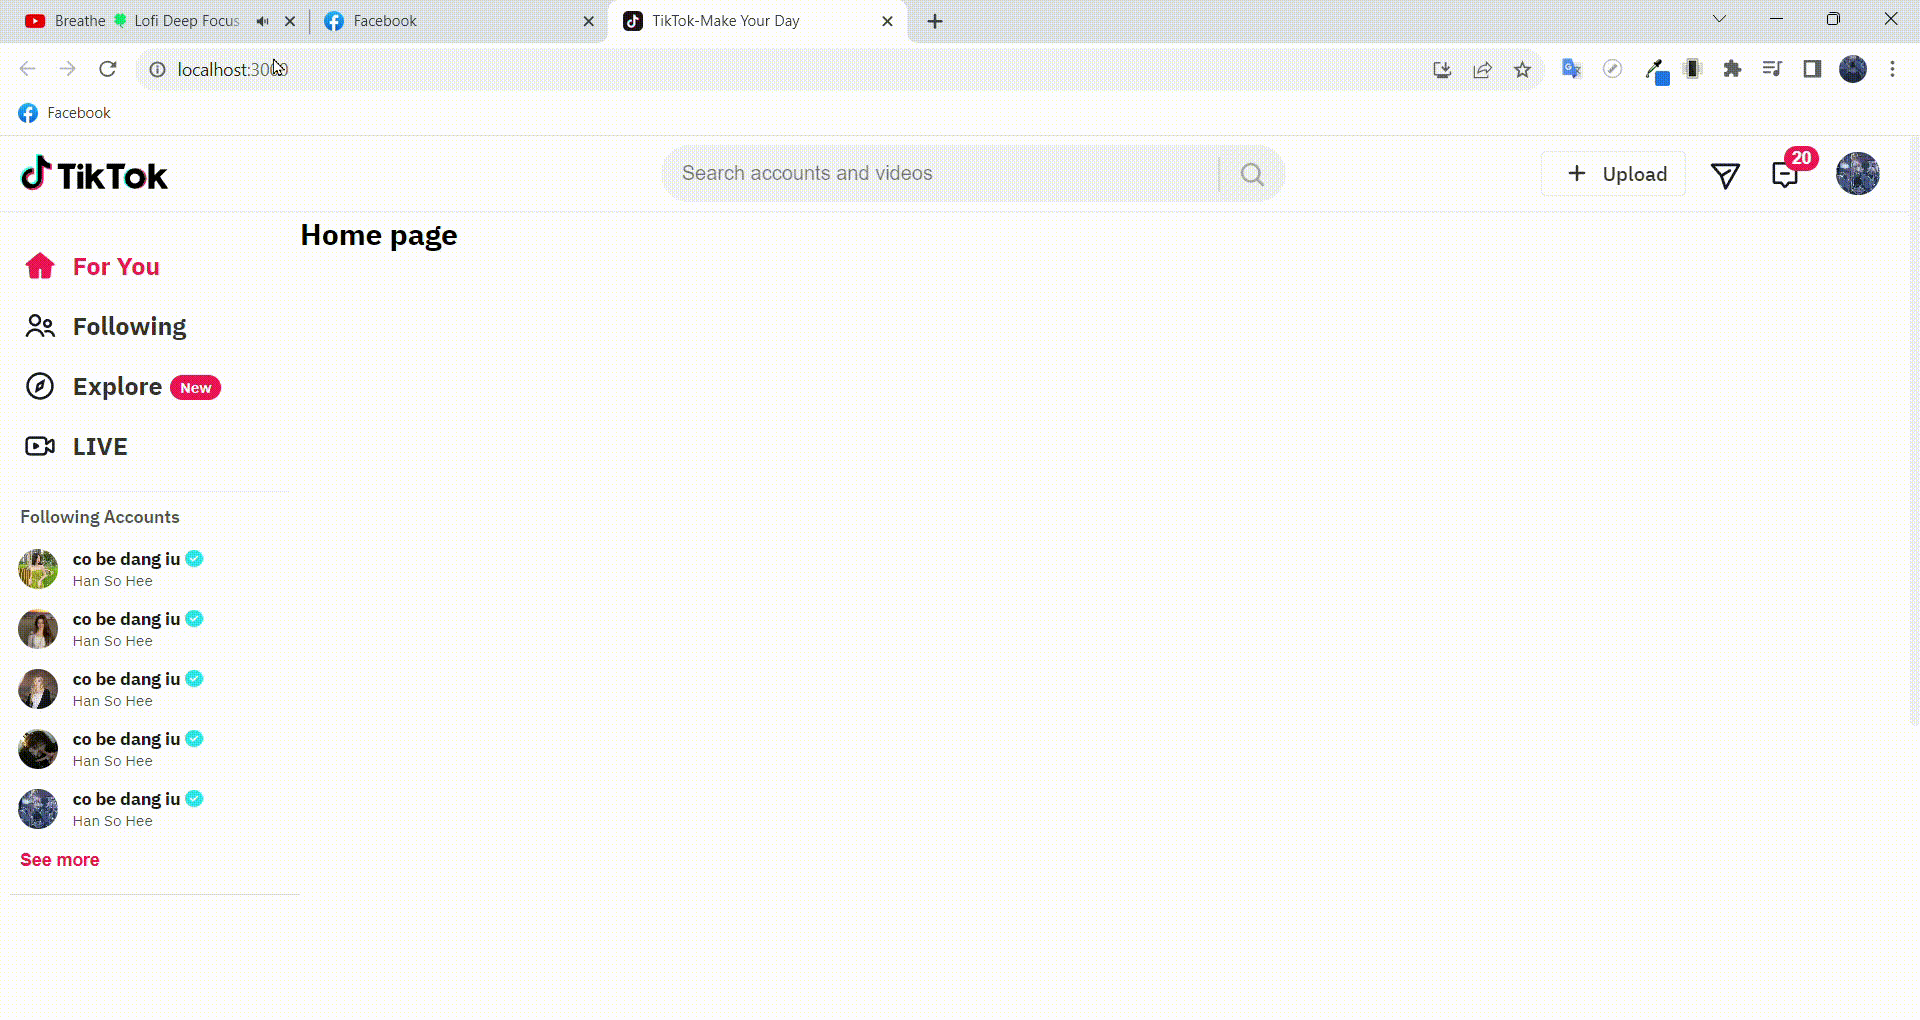 Breathe 🍀 Lofi Deep Focus
Facebook
TikTok-Make Your Day
localhost:3000
Facebook
TikTok
Search accounts and videos
Upload
20
Home page
For You
Following
Explore New
LIVE
Following Accounts
co be dang iu
Han So Hee
co be dang iu
Han So Hee
co be dang iu
Han So Hee
co be dang iu
Han So Hee
co be dang iu
Han So Hee
See more